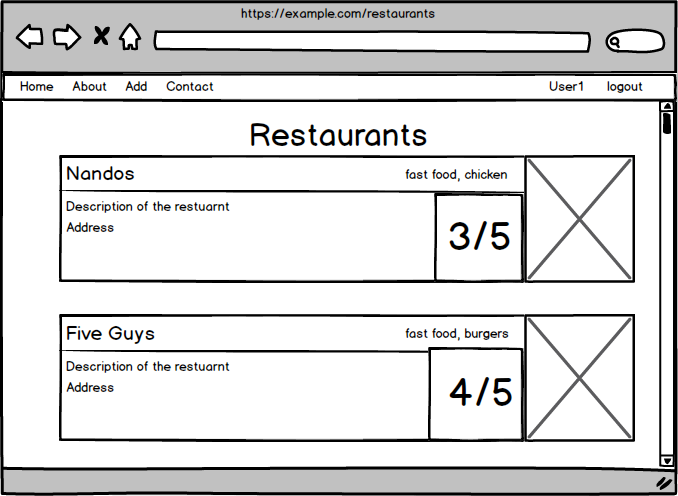 https://example.com/restaurants
Home About Add Contact User1 logout
Restaurants
Nandos fast food, chicken
Description of the restuarnt
Address
3/5
Five Guys fast food, burgers
Description of the restuarnt
Address
4/5